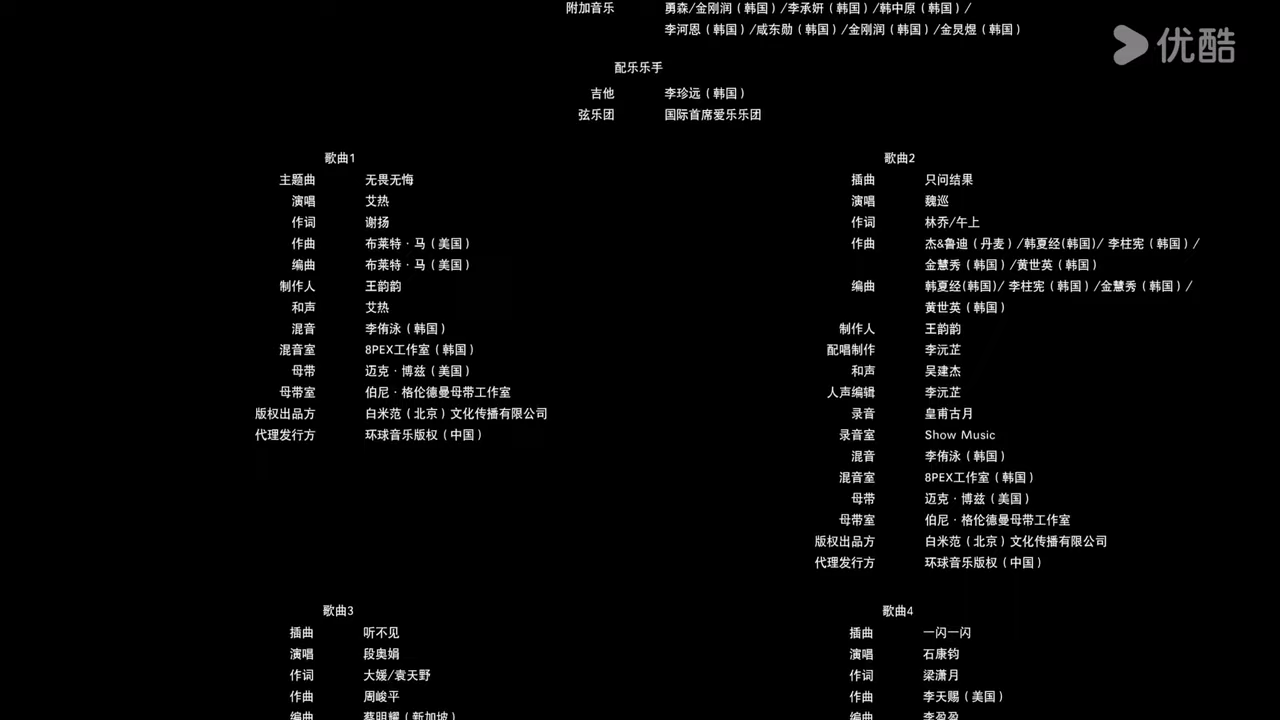 附加音乐 勇森/金刚润（韩国）/李承妍（韩国）/韩中原（韩国）/
李河恩（韩国）/咸东勋（韩国）/金刚润（韩国）/金炅煜（韩国）
优酷
配乐乐手
吉他 李珍远（韩国）
弦乐团 国际首席爱乐乐团
歌曲1
主题曲 无畏无悔
演唱 艾热
作词 谢扬
作曲 布莱特·马（美国）
编曲 布莱特·马（美国）
制作人 王韵韵
和声 艾热
混音 李侑泳（韩国）
混音室 8PEX工作室（韩国）
母带 迈克·博兹（美国）
母带室 伯尼·格伦德曼母带工作室
版权出品方 白米范（北京）文化传播有限公司
代理发行方 环球音乐版权（中国）
歌曲2
插曲 只问结果
演唱 魏巡
作词 林乔/午上
作曲 杰&鲁迪（丹麦）/韩夏经(韩国)/ 李柱宪（韩国）/
金慧秀（韩国）/黄世英（韩国）
编曲 韩夏经(韩国)/ 李柱宪（韩国）/金慧秀（韩国）/
黄世英（韩国）
制作人 王韵韵
配唱制作 李沅芷
和声 吴建杰
人声编辑 李沅芷
录音 皇甫古月
录音室 Show Music
混音 李侑泳（韩国）
混音室 8PEX工作室（韩国）
母带 迈克·博兹（美国）
母带室 伯尼·格伦德曼母带工作室
版权出品方 白米范（北京）文化传播有限公司
代理发行方 环球音乐版权（中国）
歌曲3
插曲 听不见
演唱 段奥娟
作词 大媛/袁天野
作曲 周峻平
编曲 蔡明耀（新加坡）
歌曲4
插曲 一闪一闪
演唱 石康钧
作词 梁潇月
作曲 李天赐（美国）
编曲 李盈盈